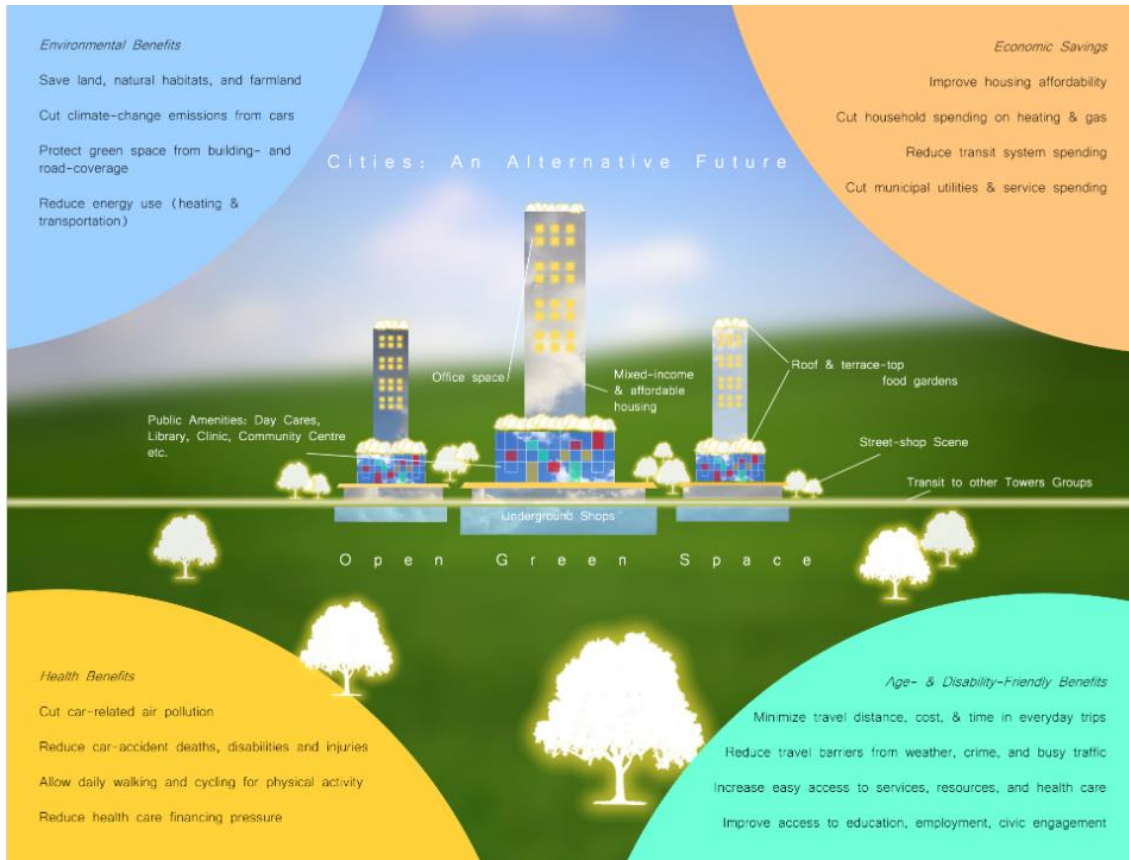 Environmental Benefits
Save land, natural habitats, and farmland
Cut climate-change emissions from cars
Protect green space from building- and
road-coverage
Reduce energy use (heating &
transportation)
Economic Savings
Improve housing affordability
Cut household spending on heating & gas
Reduce transit system spending
Cut municipal utilities & service spending
Cities: An Alternative Future
Office space
Mixed-income
& affordable
housing
Roof & terrace-top
food gardens
Public Amenities: Day Cares,
Library, Clinic, Community Centre
etc.
Street-shop Scene
Transit to other Towers Groups
Underground Shops
Open Green Space
Health Benefits
Cut car-related air pollution
Reduce car-accident deaths, disabilities and injuries
Allow daily walking and cycling for physical activity
Reduce health care financing pressure
Age- & Disability-Friendly Benefits
Minimize travel distance, cost, & time in everyday trips
Reduce travel barriers from weather, crime, and busy traffic
Increase easy access to services, resources, and health care
Improve access to education, employment, civic engagement